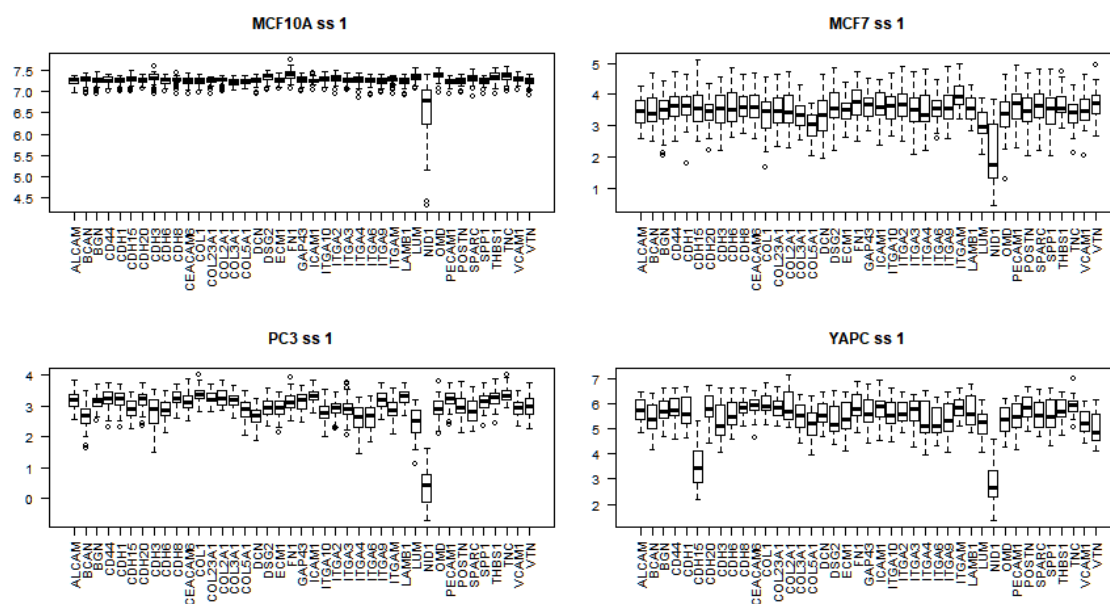 MCF10A ss 1
7.5
7.0
6.5
6.0
5.5
5.0
4.5
ALCAM BCAN BGN CD44 CDH1 CDH15 CDH20 CDH3 CDH6 CDH8 CEACAM6 COL1 COL23A1 COL2A1 COL3A1 COL5A1 DCN DSG2 ECM1 FN1 GAP43 ICAM1 ITGA10 ITGA2 ITGA3 ITGA4 ITGA6 ITGA9 ITGAM LAMB1 LUM NID1 OMD PECAM1 POSTN SPARC SPP1 THBS1 TNC VCAM1 VTN
MCF7 ss 1
5
4
3
2
1
ALCAM BCAN BGN CD44 CDH1 CDH15 CDH20 CDH3 CDH6 CDH8 CEACAM6 COL1 COL23A1 COL2A1 COL3A1 COL5A1 DCN DSG2 ECM1 FN1 GAP43 ICAM1 ITGA10 ITGA2 ITGA3 ITGA4 ITGA6 ITGA9 ITGAM LAMB1 LUM NID1 OMD PECAM1 POSTN SPARC SPP1 THBS1 TNC VCAM1 VTN
PC3 ss 1
4
3
2
1
0
ALCAM BCAN BGN CD44 CDH1 CDH15 CDH20 CDH3 CDH6 CDH8 CEACAM6 COL1 COL23A1 COL2A1 COL3A1 COL5A1 DCN DSG2 ECM1 FN1 GAP43 ICAM1 ITGA10 ITGA2 ITGA3 ITGA4 ITGA6 ITGA9 ITGAM LAMB1 LUM NID1 OMD PECAM1 POSTN SPARC SPP1 THBS1 TNC VCAM1 VTN
YAPC ss 1
7
6
5
4
3
2
ALCAM BCAN BGN CD44 CDH1 CDH15 CDH20 CDH3 CDH6 CDH8 CEACAM6 COL1 COL23A1 COL2A1 COL3A1 COL5A1 DCN DSG2 ECM1 FN1 GAP43 ICAM1 ITGA10 ITGA2 ITGA3 ITGA4 ITGA6 ITGA9 ITGAM LAMB1 LUM NID1 OMD PECAM1 POSTN SPARC SPP1 THBS1 TNC VCAM1 VTN